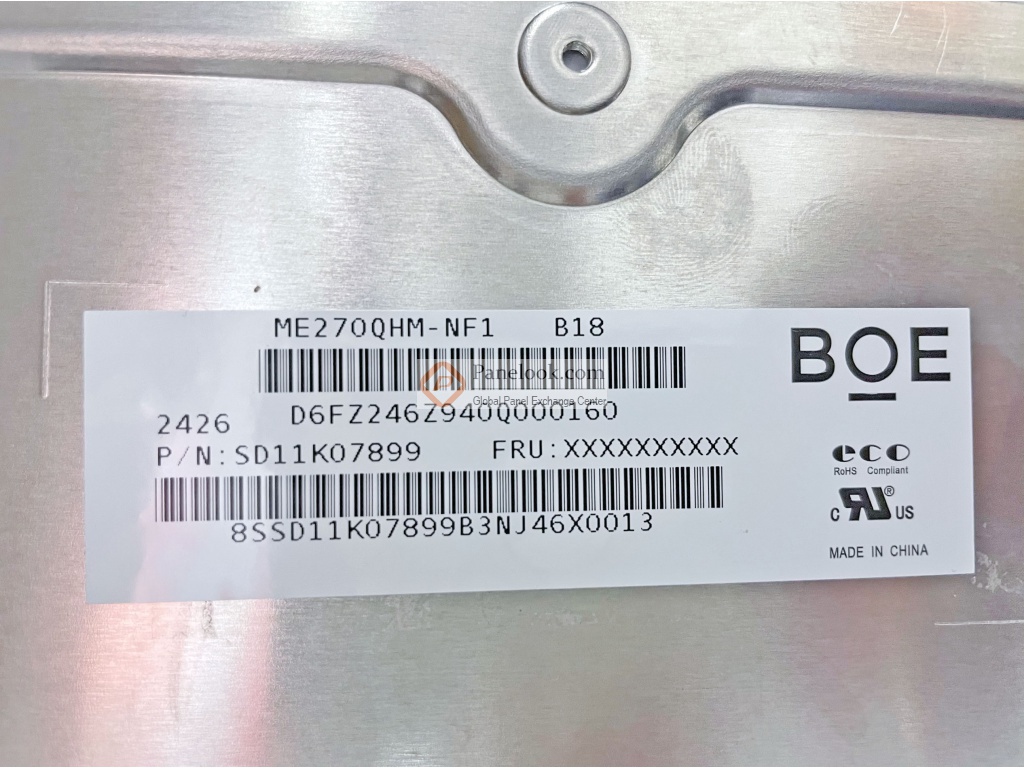 ME270QHM-NF1 B18
BOE
Panelook.com
Global Panel Exchange Center
D6FZ246Z940Q000160
2426
P/N:SD11K07899 FRU:XXXXXXXXXX
eco
RoHS Compliant
8SSD11K07899B3NJ46X0013
C RU® US
MADE IN CHINA